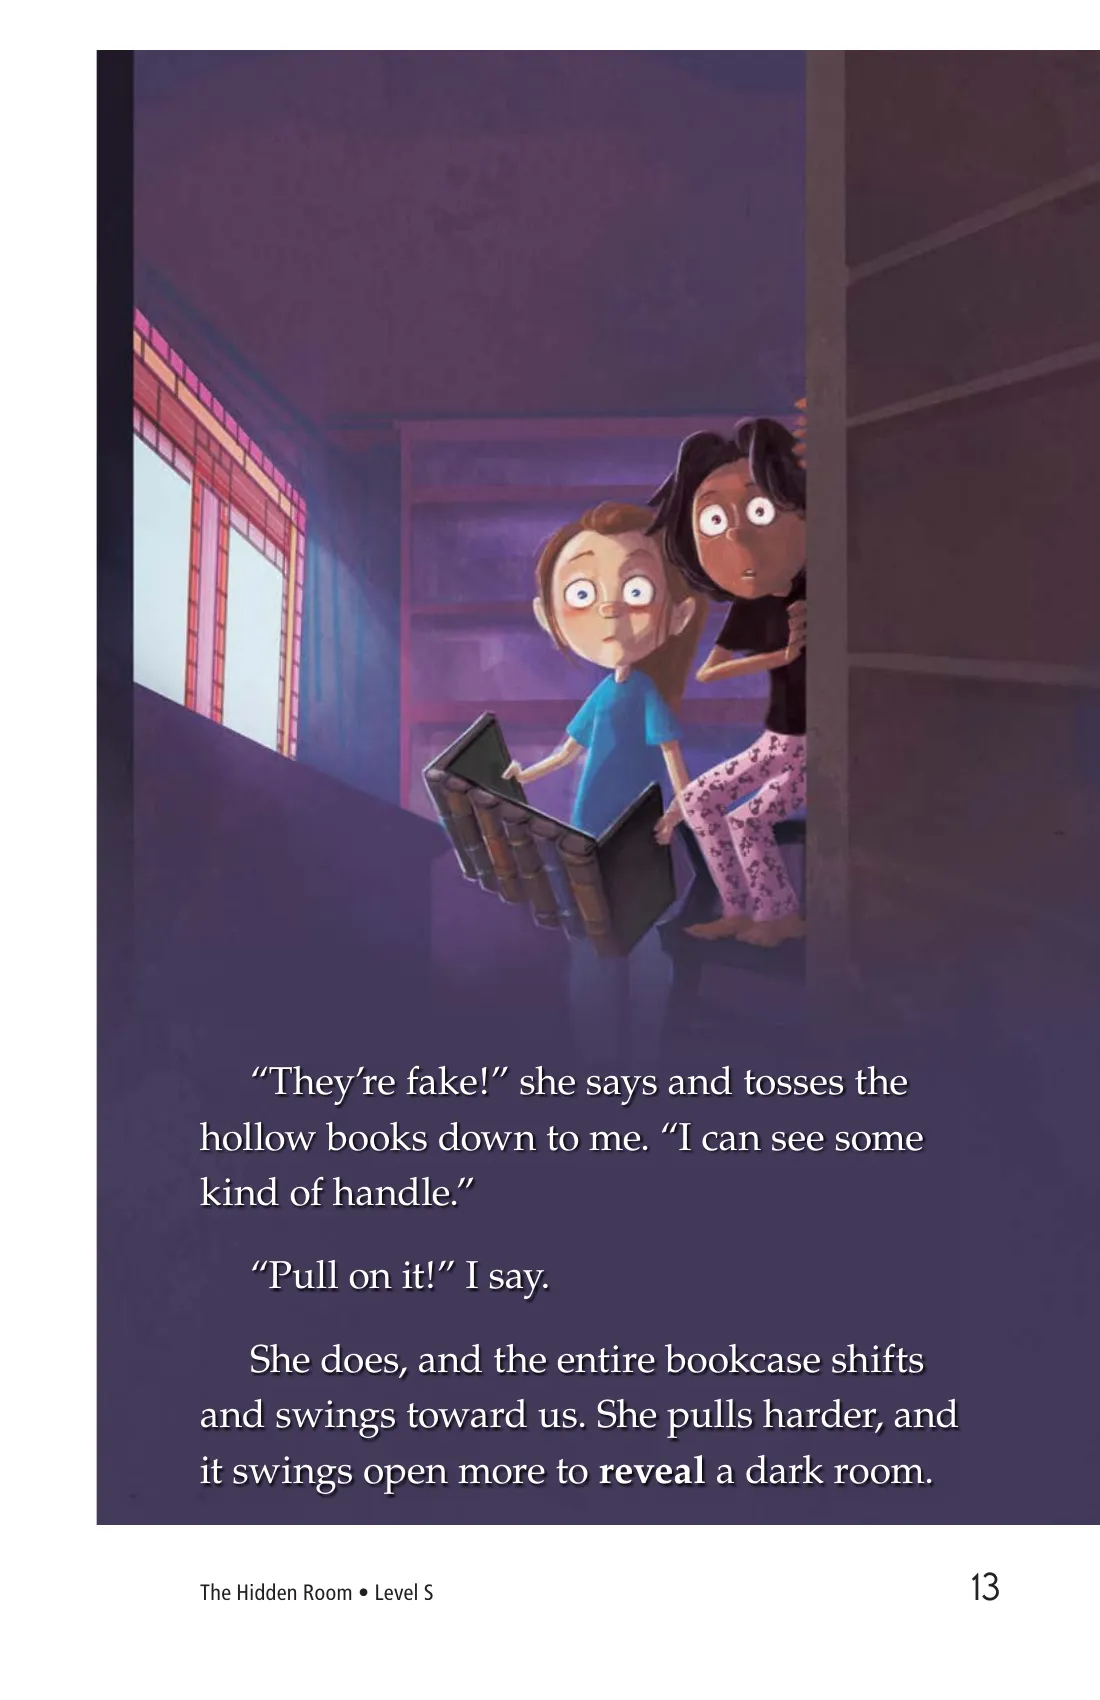 “They’re fake!” she says and tosses the
hollow books down to me. “I can see some
kind of handle.”
“Pull on it!” I say.
She does, and the entire bookcase shifts
and swings toward us. She pulls harder, and
it swings open more to reveal a dark room.
The Hidden Room • Level S
13